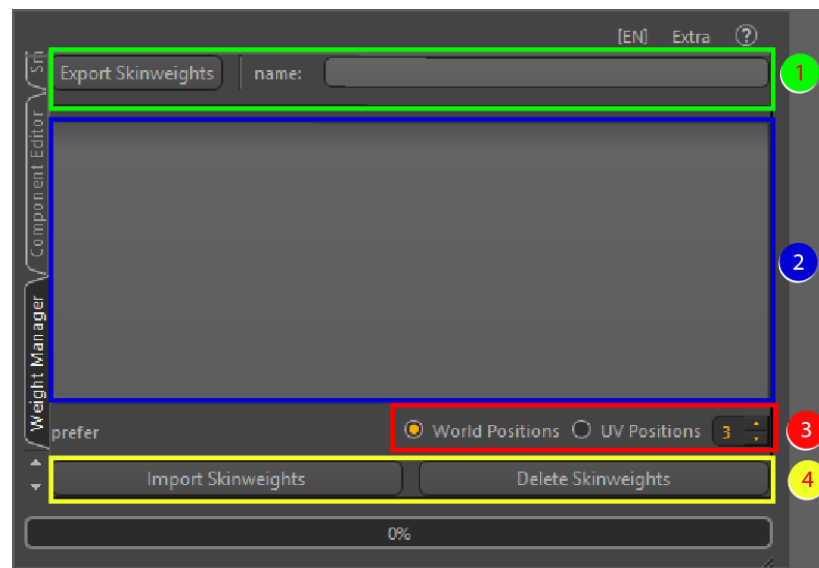 [EN] Extra ?
Export Skinweights name:
1
Component Editor
2
Weight Manager
prefer World Positions UV Positions 3
3
Import Skinweights Delete Skinweights
4
0%